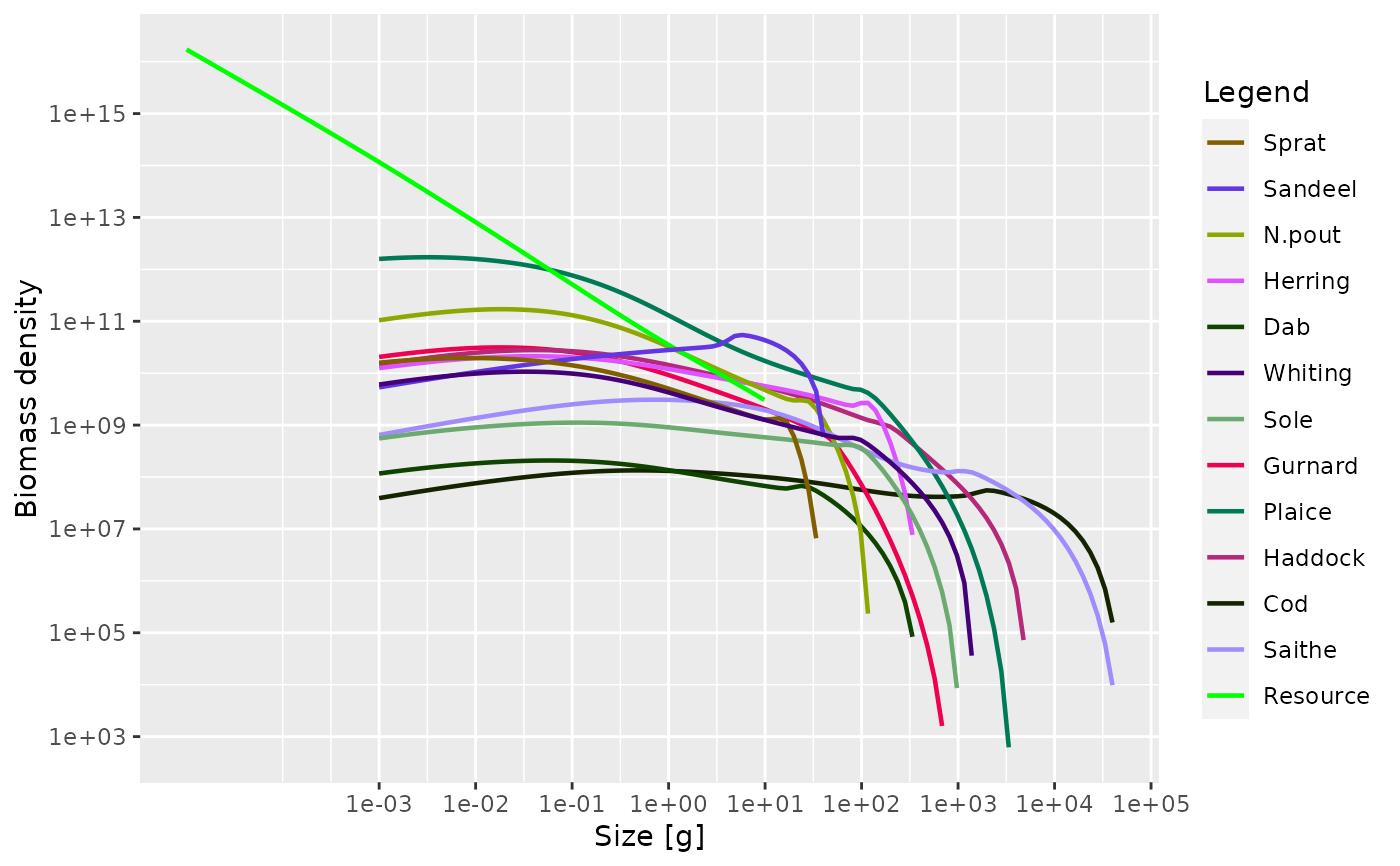 Biomass density
1e+15
1e+13
1e+11
1e+09
1e+07
1e+05
1e+03
1e-03 1e-02 1e-01 1e+00 1e+01 1e+02 1e+03 1e+04 1e+05
Size [g]
Legend
Sprat
Sandeel
N.pout
Herring
Dab
Whiting
Sole
Gurnard
Plaice
Haddock
Cod
Saithe
Resource